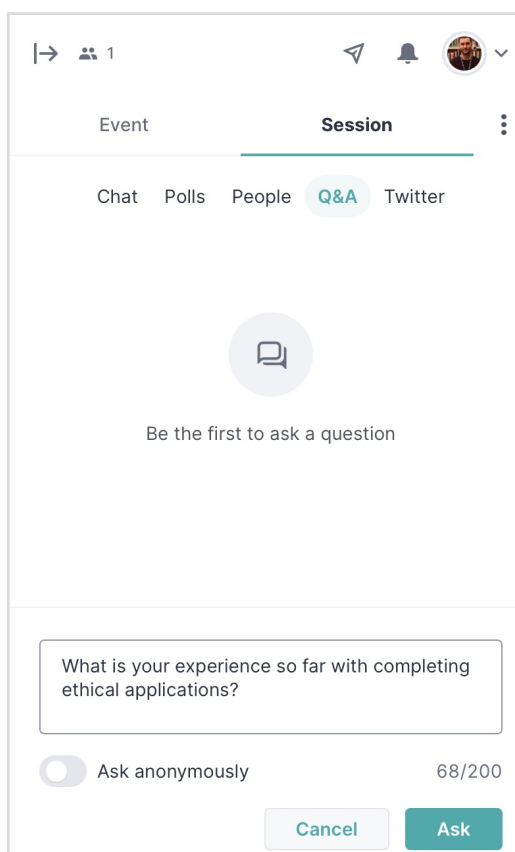 1
Event Session
Chat Polls People Q&A Twitter
Be the first to ask a question
What is your experience so far with completing
ethical applications?
Ask anonymously 68/200
Cancel Ask